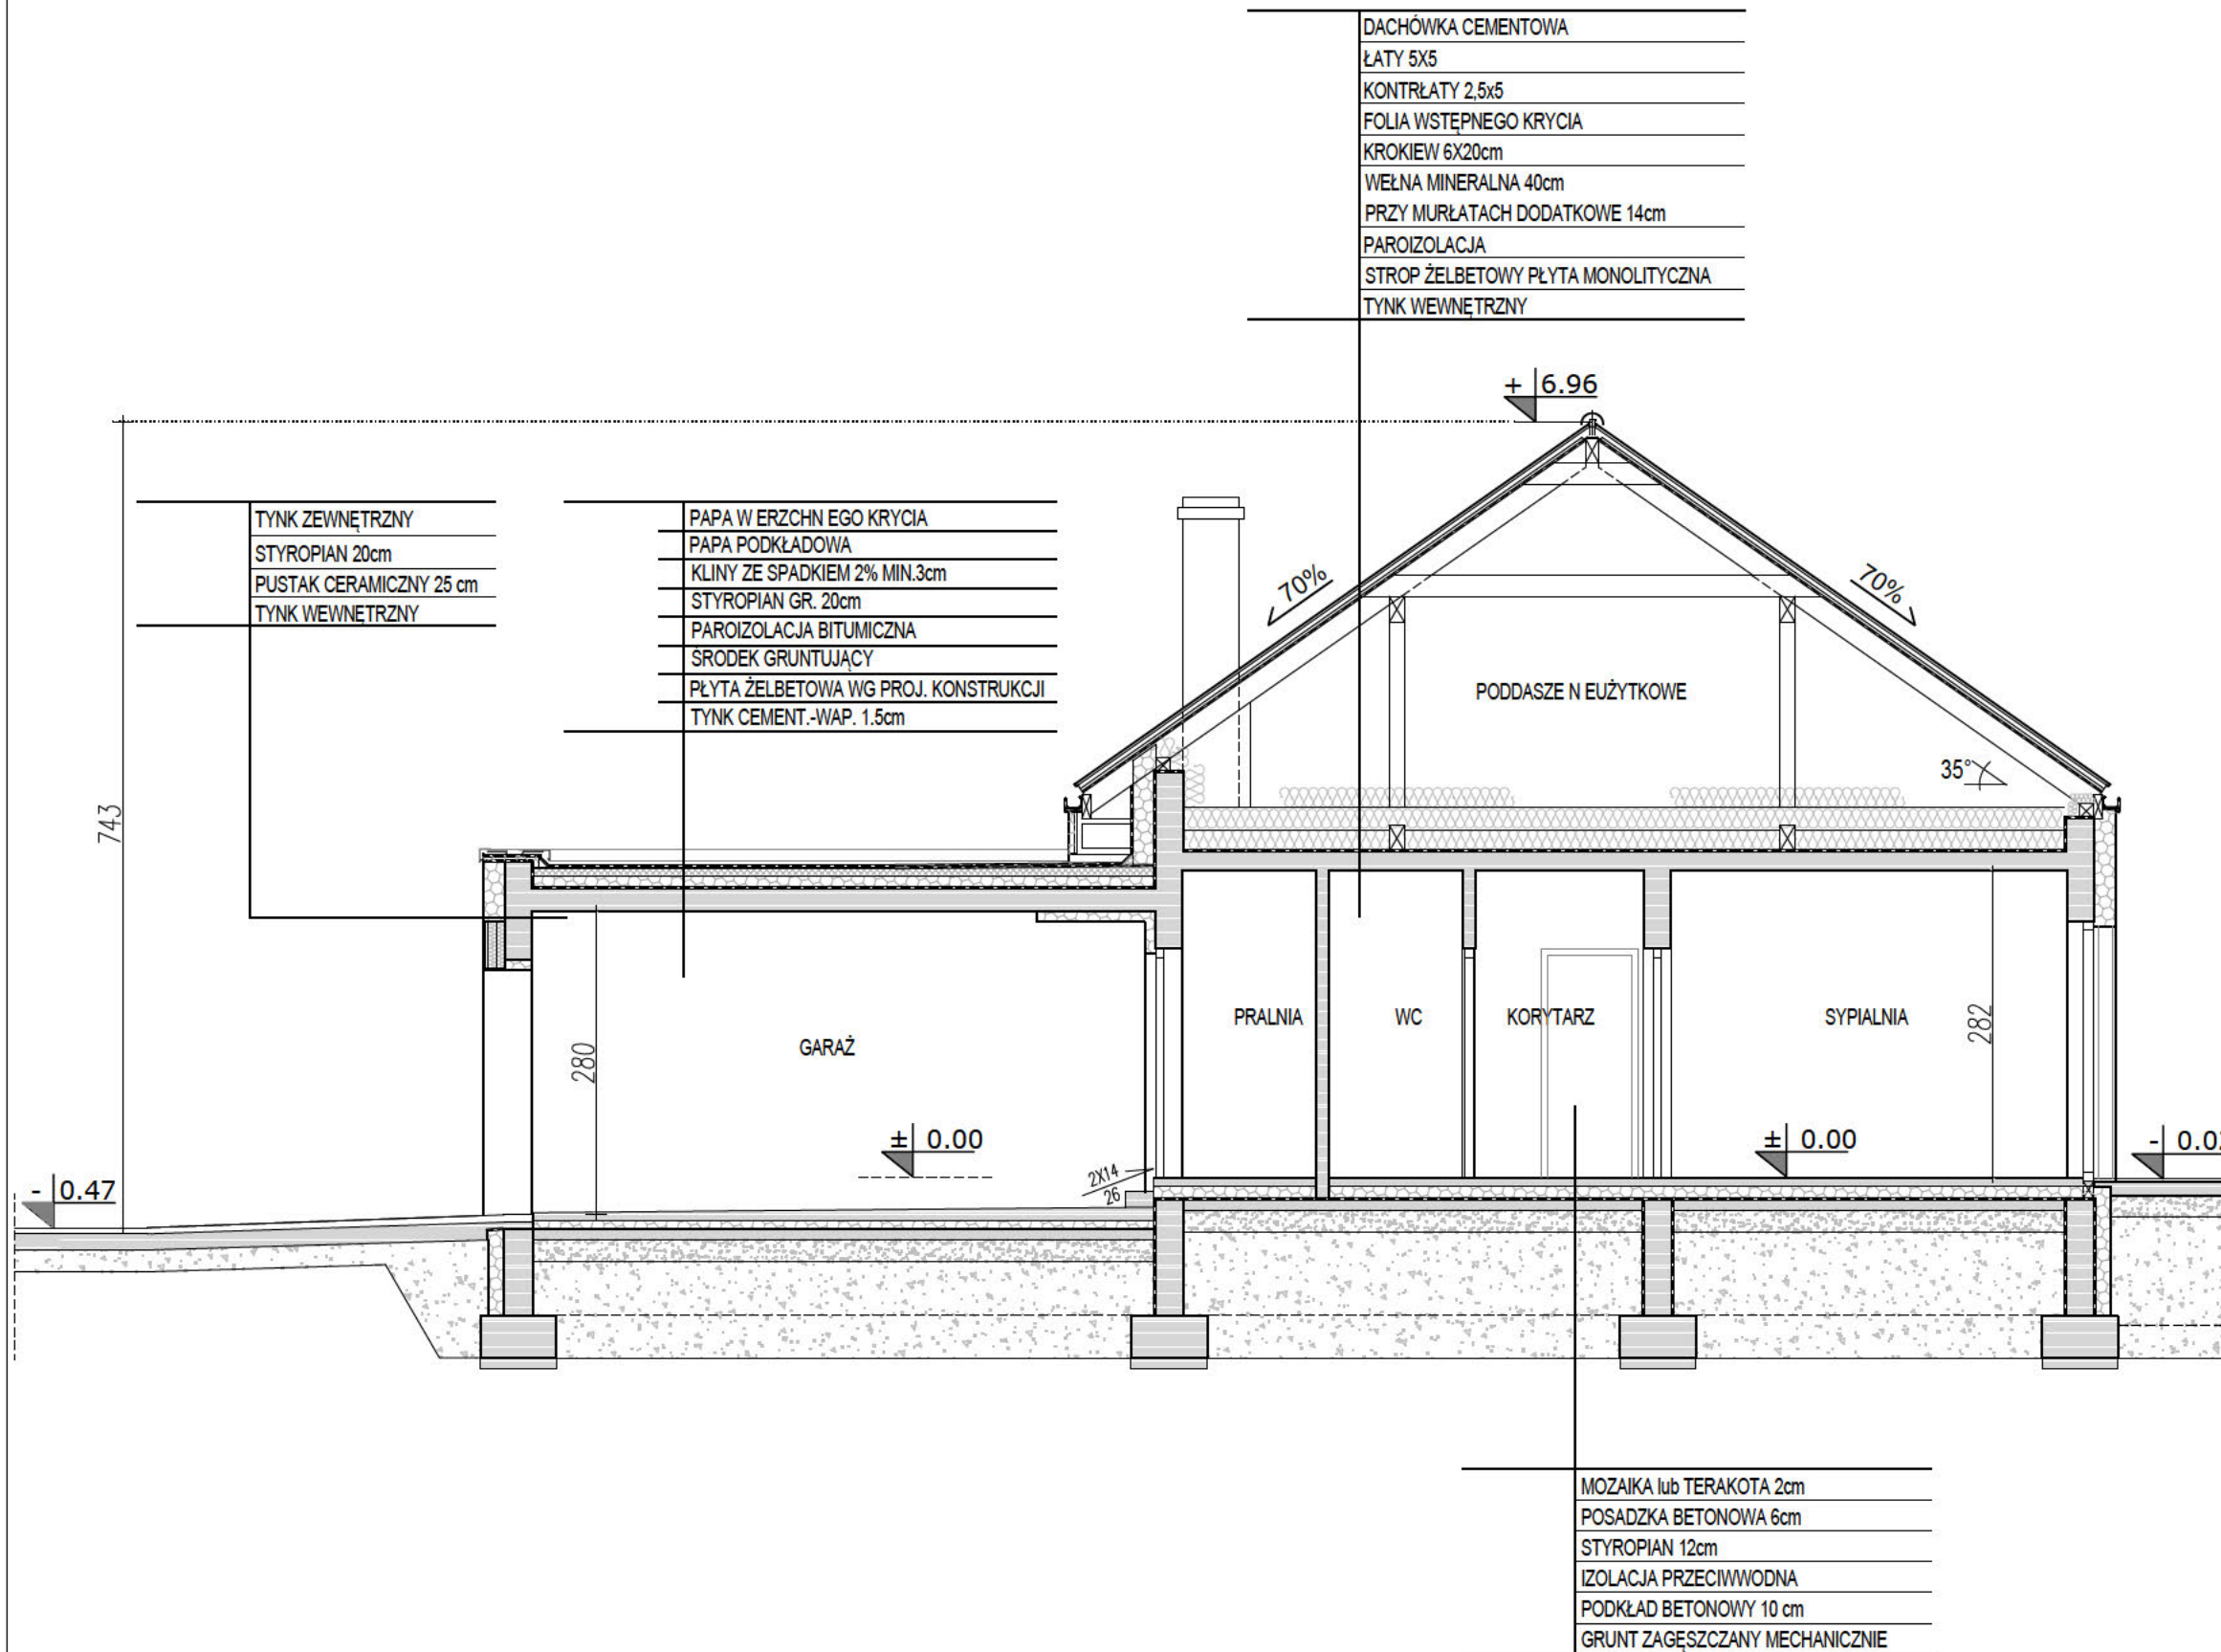 DACHÓWKA CEMENTOWA
ŁATY 5X5
KONTRŁATY 2,5x5
FOLIA WSTĘPNEGO KRYCIA
KROKIEW 6X20cm
WEŁNA MINERALNA 40cm
PRZY MURŁATACH DODATKOWE 14cm
PAROIZOLACJA
STROP ŻELBETOWY PŁYTA MONOLITYCZNA
TYNK WEWNĘTRZNY
+ 6.96
TYNK ZEWNĘTRZNY
STYROPIAN 20cm
PUSTAK CERAMICZNY 25 cm
TYNK WEWNĘTRZNY
PAPA W ERZCHN EGO KRYCIA
PAPA PODKŁADOWA
KLINY ZE SPADKIEM 2% MIN.3cm
STYROPIAN GR. 20cm
PAROIZOLACJA BITUMICZNA
ŚRODEK GRUNTUJĄCY
PŁYTA ŻELBETOWA WG PROJ. KONSTRUKCJI
TYNK CEMENT.-WAP. 1.5cm
70%
70%
PODDASZE N EUŻYTKOWE
35°
743
PRALNIA
WC
KORYTARZ
SYPIALNIA
282
GARAŻ
280
± 0.00
± 0.00
- 0.02
2X14
26
- 0.47
MOZAIKA lub TERAKOTA 2cm
POSADZKA BETONOWA 6cm
STYROPIAN 12cm
IZOLACJA PRZECIWWODNA
PODKŁAD BETONOWY 10 cm
GRUNT ZAGĘSZCZANY MECHANICZNIE